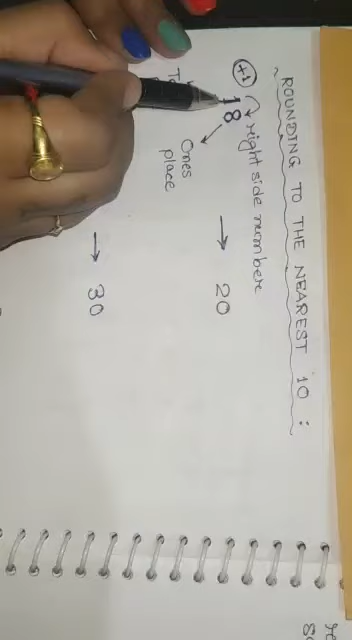 ROUNDING TO THE NEAREST 10 :
+1 right side number
18 → 20
Ones
place
→ 30